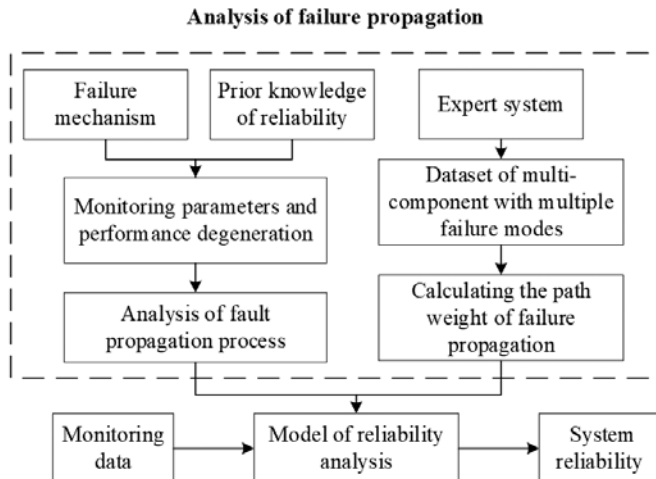 Analysis of failure propagation
Failure
mechanism
Prior knowledge
of reliability
Expert system
Monitoring parameters and
performance degeneration
Dataset of multi-
component with multiple
failure modes
Analysis of fault
propagation process
Calculating the path
weight of failure
propagation
Monitoring
data
Model of reliability
analysis
System
reliability